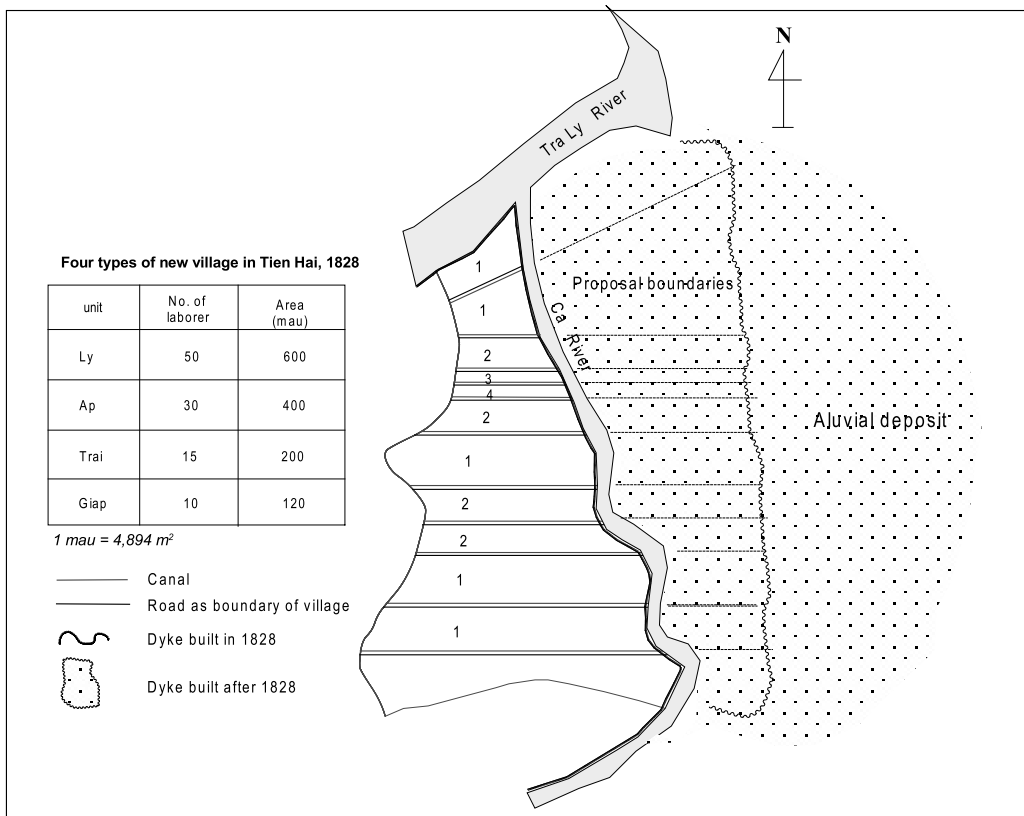 N
Tra Ly River
Four types of new village in Tien Hai, 1828
unit No. of laborer Area (mau)
Ly 50 600
Ap 30 400
Trai 15 200
Giap 10 120
1 mau = 4,894 m²
Canal
Road as boundary of village
Dyke built in 1828
Dyke built after 1828
1
1
2
3
4
2
1
2
2
1
1
Ca River
Proposal boundaries
Aluvial deposit